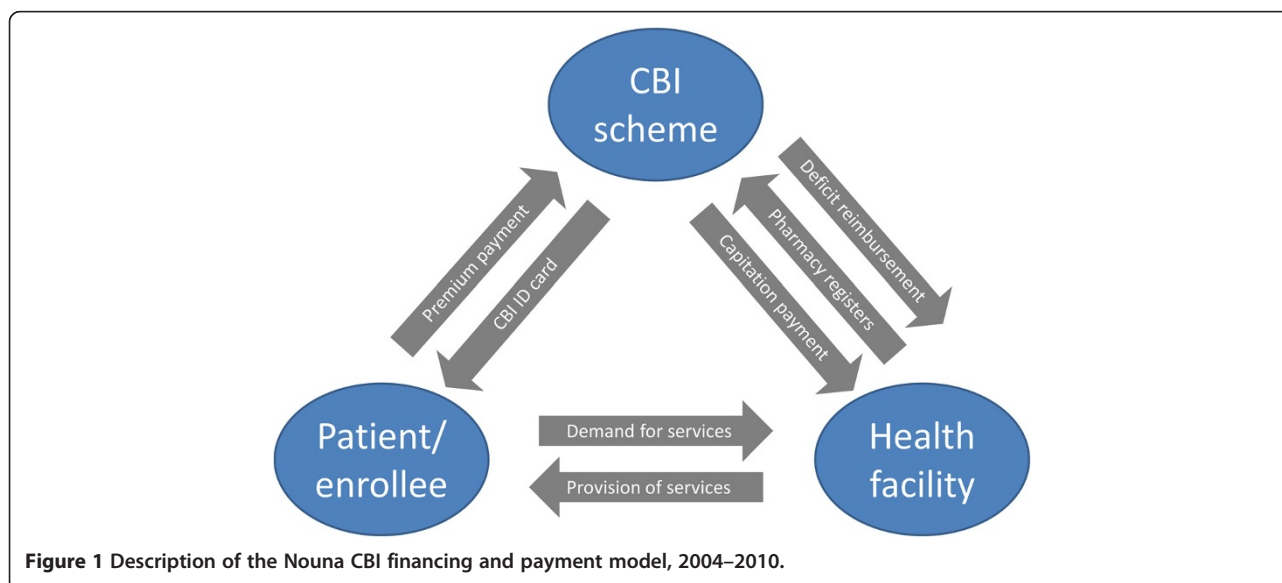 CBI
scheme
Premium payment
CBI ID card
Capitation payment
Pharmacy registers
Deficit reimbursement
Patient/
enrollee
Demand for services
Provision of services
Health
facility
Figure 1 Description of the Nouna CBI financing and payment model, 2004–2010.